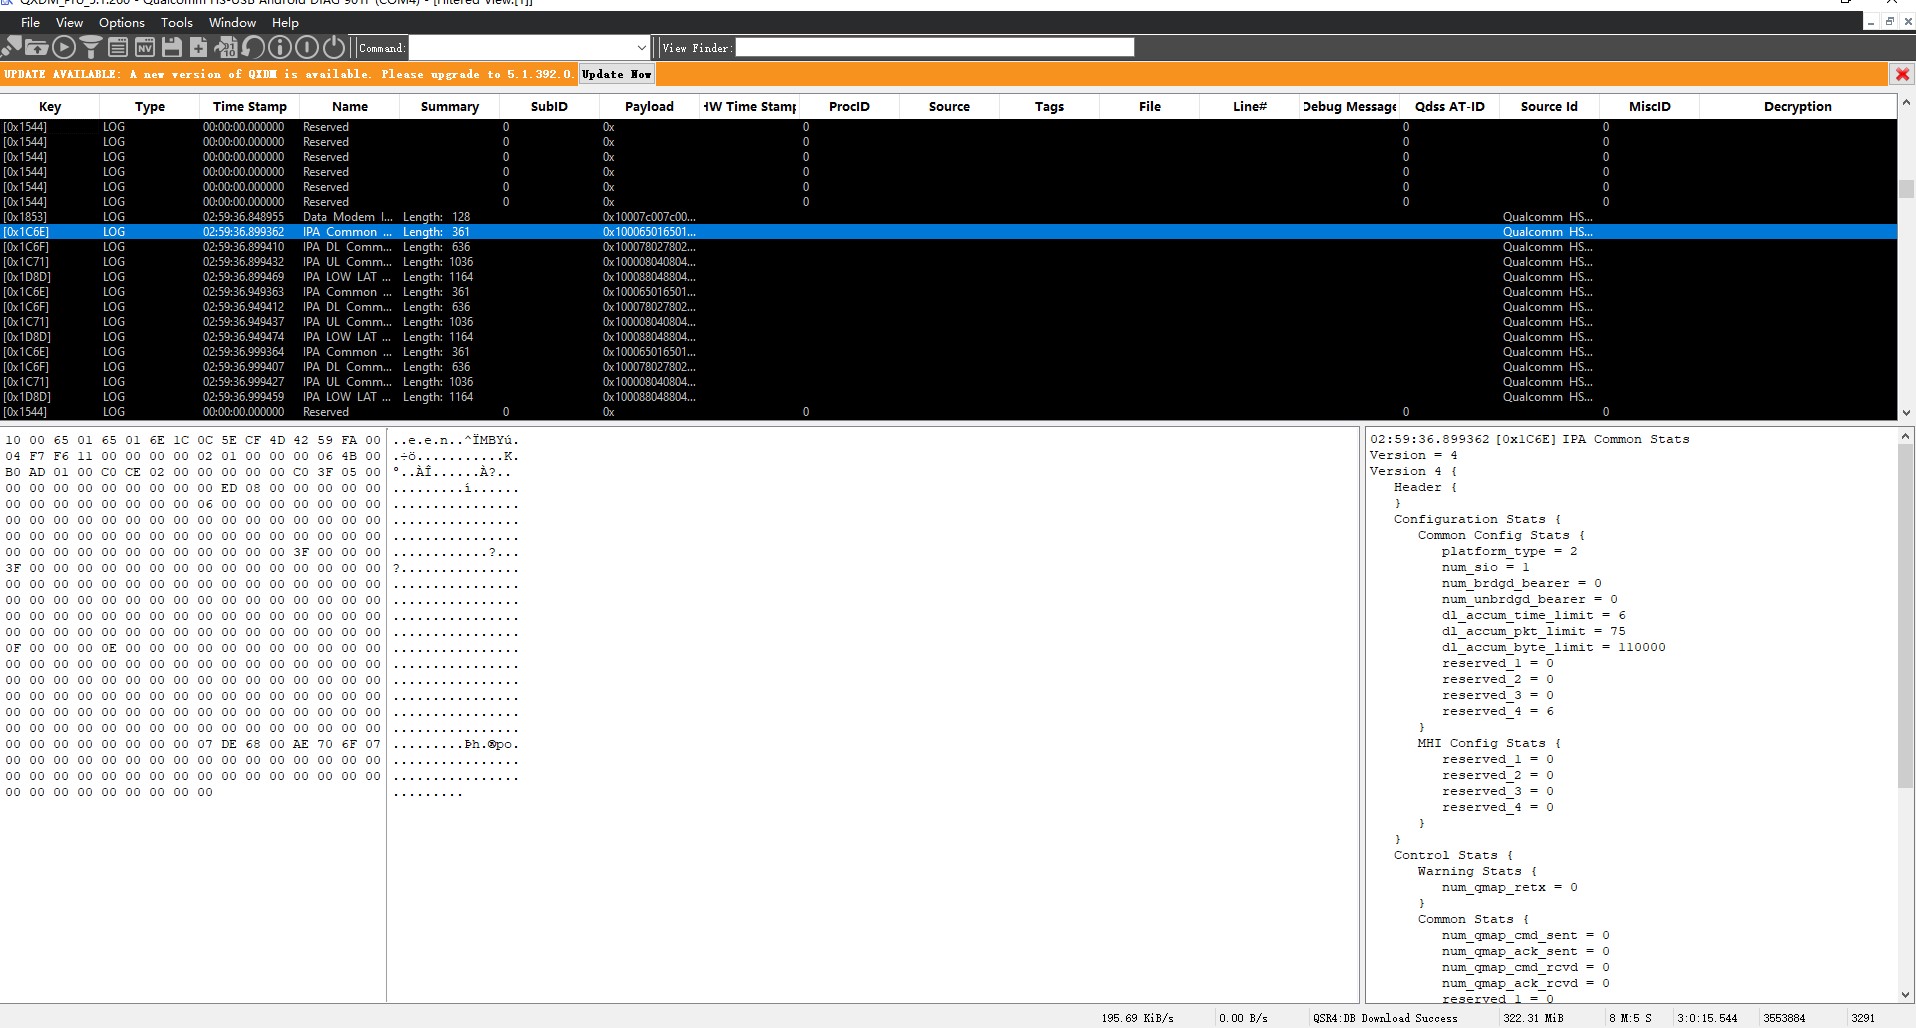 QXDM_Pro_5.1.260 - Qualcomm HS-USB Android DIAG 901F (COM4) - [Filtered View:[1]]
File View Options Tools Window Help
Command: View Finder:
UPDATE AVAILABLE: A new version of QXDM is available. Please upgrade to 5.1.392.0. Update Now
Key Type Time Stamp Name Summary SubID Payload HW Time Stamp ProcID Source Tags File Line# Debug Message Qdss AT-ID Source Id MiscID Decryption
[0x1544] LOG 00:00:00.000000 Reserved 0 0x 0 0 0
[0x1544] LOG 00:00:00.000000 Reserved 0 0x 0 0 0
[0x1544] LOG 00:00:00.000000 Reserved 0 0x 0 0 0
[0x1544] LOG 00:00:00.000000 Reserved 0 0x 0 0 0
[0x1544] LOG 00:00:00.000000 Reserved 0 0x 0 0 0
[0x1544] LOG 00:00:00.000000 Reserved 0 0x 0 0 0
[0x1853] LOG 02:59:36.848955 Data Modem I... Length: 128 0x10007c007c00... Qualcomm HS...
[0x1C6E] LOG 02:59:36.899362 IPA Common ... Length: 361 0x100065016501... Qualcomm HS...
[0x1C6F] LOG 02:59:36.899410 IPA DL Comm... Length: 636 0x100078027802... Qualcomm HS...
[0x1C71] LOG 02:59:36.899432 IPA UL Comm... Length: 1036 0x100008040804... Qualcomm HS...
[0x1D8D] LOG 02:59:36.899469 IPA LOW LAT ... Length: 1164 0x100088048804... Qualcomm HS...
[0x1C6E] LOG 02:59:36.949363 IPA Common ... Length: 361 0x100065016501... Qualcomm HS...
[0x1C6F] LOG 02:59:36.949412 IPA DL Comm... Length: 636 0x100078027802... Qualcomm HS...
[0x1C71] LOG 02:59:36.949437 IPA UL Comm... Length: 1036 0x100008040804... Qualcomm HS...
[0x1D8D] LOG 02:59:36.949474 IPA LOW LAT ... Length: 1164 0x100088048804... Qualcomm HS...
[0x1C6E] LOG 02:59:36.999364 IPA Common ... Length: 361 0x100065016501... Qualcomm HS...
[0x1C6F] LOG 02:59:36.999407 IPA DL Comm... Length: 636 0x100078027802... Qualcomm HS...
[0x1C71] LOG 02:59:36.999427 IPA UL Comm... Length: 1036 0x100008040804... Qualcomm HS...
[0x1D8D] LOG 02:59:36.999459 IPA LOW LAT ... Length: 1164 0x100088048804... Qualcomm HS...
[0x1544] LOG 00:00:00.000000 Reserved 0 0x 0 0 0
10 00 65 01 65 01 6E 1C 0C 5E CF 4D 42 59 FA 00 ..e.e.n..^ÏMBYú.
04 F7 F6 11 00 00 00 00 02 01 00 00 00 06 4B 00 .÷ö...........K.
B0 AD 01 00 C0 CE 02 00 00 00 00 00 C0 3F 05 00 °..ÀÎ......À?..
00 00 00 00 00 00 00 00 00 ED 08 00 00 00 00 00 .........í......
00 00 00 00 00 00 00 00 06 00 00 00 00 00 00 00 ................
00 00 00 00 00 00 00 00 00 00 00 00 00 00 00 00 ................
00 00 00 00 00 00 00 00 00 00 00 00 00 00 00 00 ................
00 00 00 00 00 00 00 00 00 00 00 00 3F 00 00 00 ............?...
3F 00 00 00 00 00 00 00 00 00 00 00 00 00 00 00 ?...............
00 00 00 00 00 00 00 00 00 00 00 00 00 00 00 00 ................
00 00 00 00 00 00 00 00 00 00 00 00 00 00 00 00 ................
00 00 00 00 00 00 00 00 00 00 00 00 00 00 00 00 ................
00 00 00 00 00 00 00 00 00 00 00 00 00 00 00 00 ................
0F 00 00 00 0E 00 00 00 00 00 00 00 00 00 00 00 ................
00 00 00 00 00 00 00 00 00 00 00 00 00 00 00 00 ................
00 00 00 00 00 00 00 00 00 00 00 00 00 00 00 00 ................
00 00 00 00 00 00 00 00 00 00 00 00 00 00 00 00 ................
00 00 00 00 00 00 00 00 00 00 00 00 00 00 00 00 ................
00 00 00 00 00 00 00 00 00 00 00 00 00 00 00 00 ................
00 00 00 00 00 00 00 00 07 DE 68 00 AE 70 6F 07 .........Þh.®po.
00 00 00 00 00 00 00 00 00 00 00 00 00 00 00 00 ................
00 00 00 00 00 00 00 00 00 00 00 00 00 00 00 00 ................
00 00 00 00 00 00 00 00 00 .........
02:59:36.899362 [0x1C6E] IPA Common Stats
Version = 4
Version 4 {
Header {
}
Configuration Stats {
Common Config Stats {
platform_type = 2
num_sio = 1
num_brdgd_bearer = 0
num_unbrdgd_bearer = 0
dl_accum_time_limit = 6
dl_accum_pkt_limit = 75
dl_accum_byte_limit = 110000
reserved_1 = 0
reserved_2 = 0
reserved_3 = 0
reserved_4 = 6
}
MHI Config Stats {
reserved_1 = 0
reserved_2 = 0
reserved_3 = 0
reserved_4 = 0
}
}
Control Stats {
Warning Stats {
num_qmap_retx = 0
}
Common Stats {
num_qmap_cmd_sent = 0
num_qmap_ack_sent = 0
num_qmap_cmd_rcvd = 0
num_qmap_ack_rcvd = 0
reserved_1 = 0
195.69 KiB/s 0.00 B/s QSR4:DB Download Success 322.31 MiB 8 M:5 S 3:0:15.544 3553884 3291